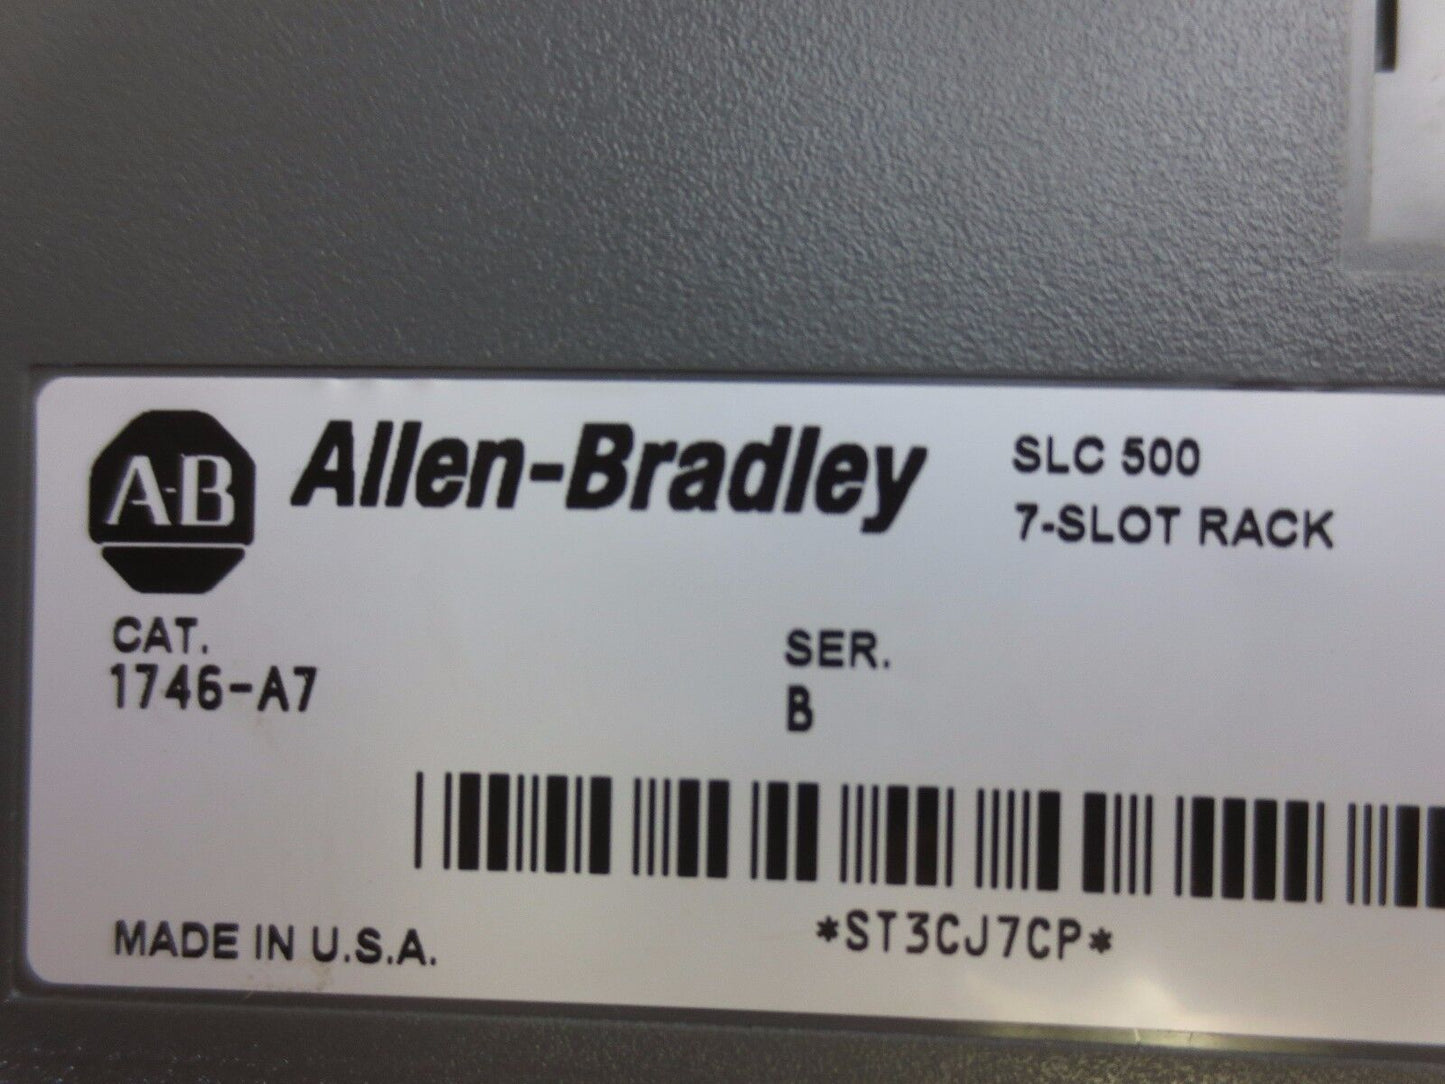 A-B Allen-Bradley SLC 500
7-SLOT RACK
CAT.
1746-A7
SER.
B
*ST3CJ7CP*
MADE IN U.S.A.